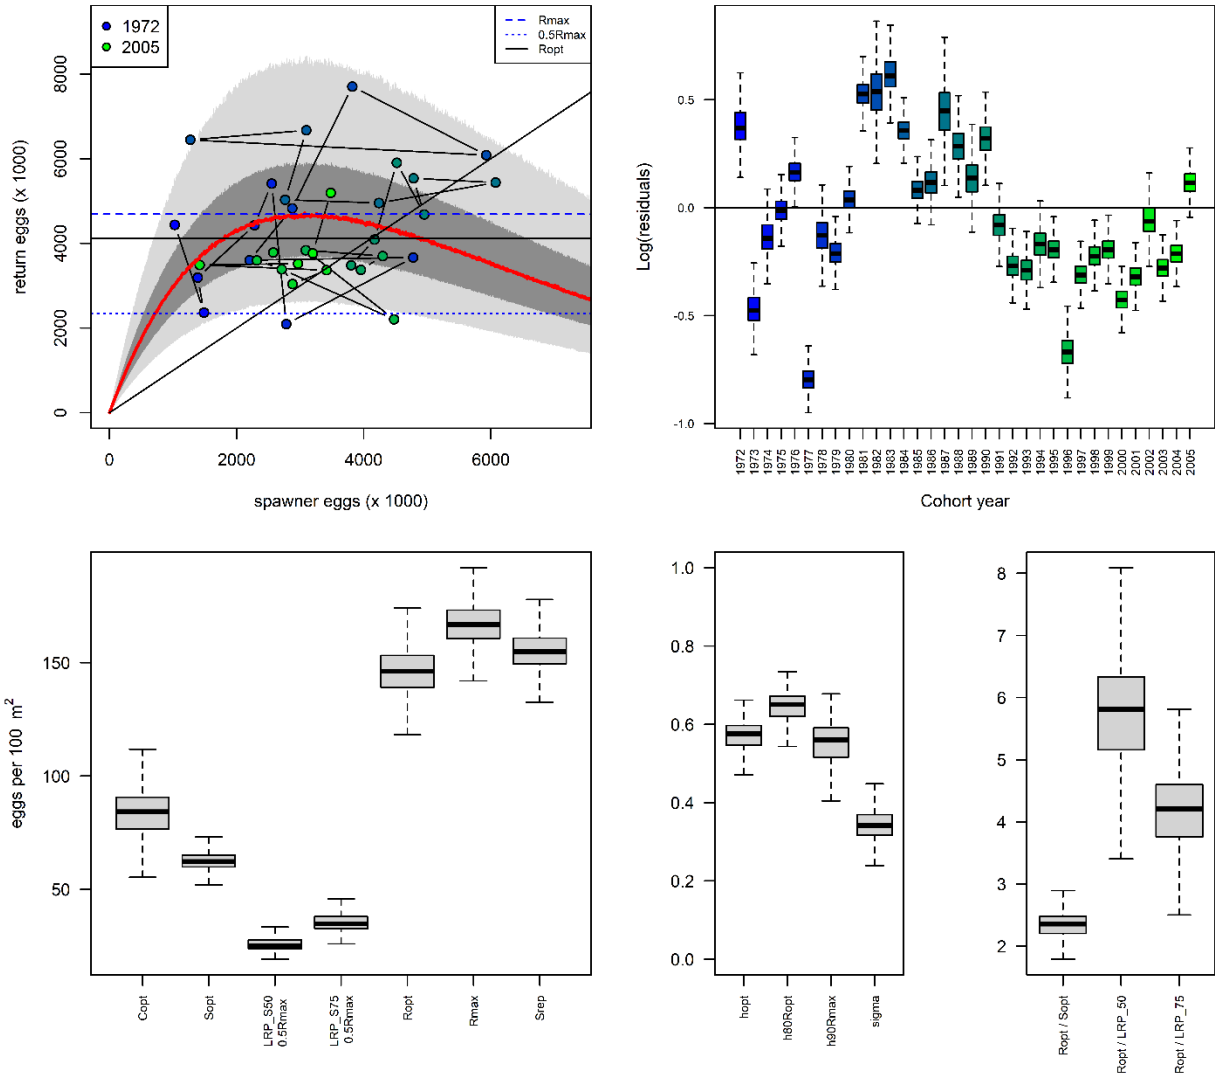 1972
2005
Rmax
0.5Rmax
Ropt
return eggs (x 1000)
0
2000
4000
6000
8000
0
2000
4000
6000
spawner eggs (x 1000)
Log(residuals)
0.5
0.0
-0.5
-1.0
1972
1973
1974
1975
1976
1977
1978
1979
1980
1981
1982
1983
1984
1985
1986
1987
1988
1989
1990
1991
1992
1993
1994
1995
1996
1997
1998
1999
2000
2001
2002
2003
2004
2005
Cohort year
eggs per 100 m²
150
100
50
Copt
Sopt
LRP_S50
0.5Rmax
LRP_S75
0.5Rmax
Ropt
Rmax
Srep
1.0
0.8
0.6
0.4
0.2
0.0
hopt
h80Ropt
h90Rmax
sigma
8
7
6
5
4
3
2
Ropt / Sopt
Ropt / LRP_50
Ropt / LRP_75